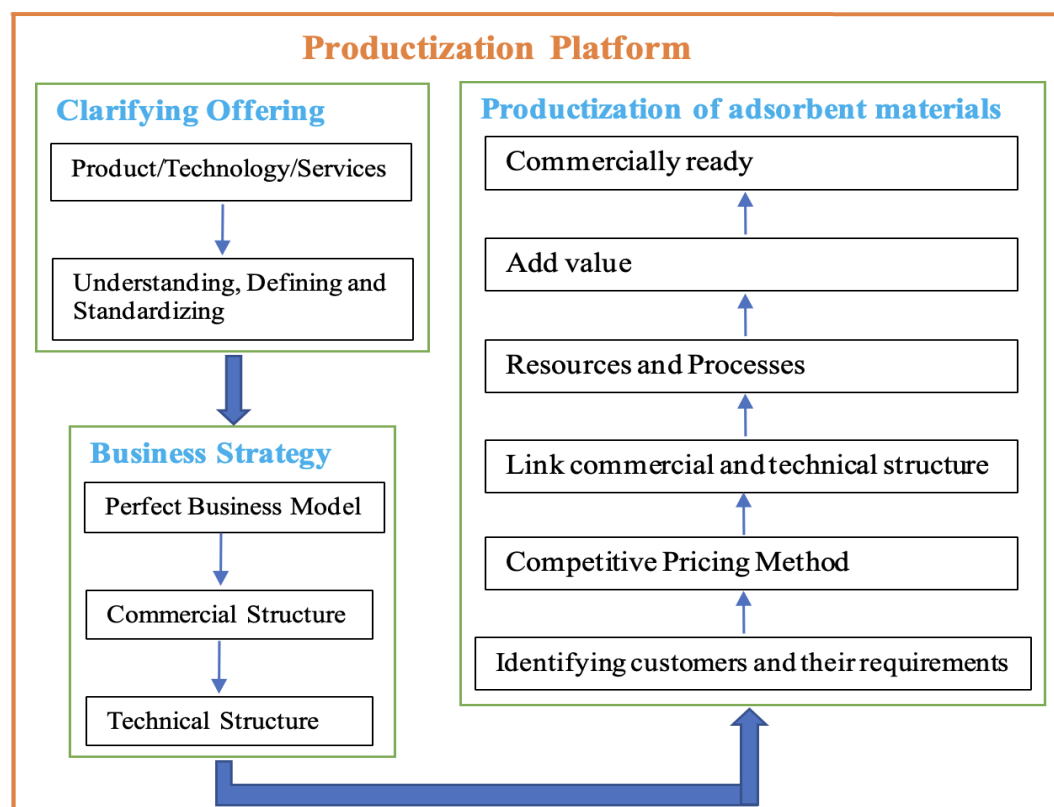 Productization Platform
Clarifying Offering
Product/Technology/Services
Understanding, Defining and
Standardizing
Business Strategy
Perfect Business Model
Commercial Structure
Technical Structure
Productization of adsorbent materials
Commercially ready
Add value
Resources and Processes
Link commercial and technical structure
Competitive Pricing Method
Identifying customers and their requirements